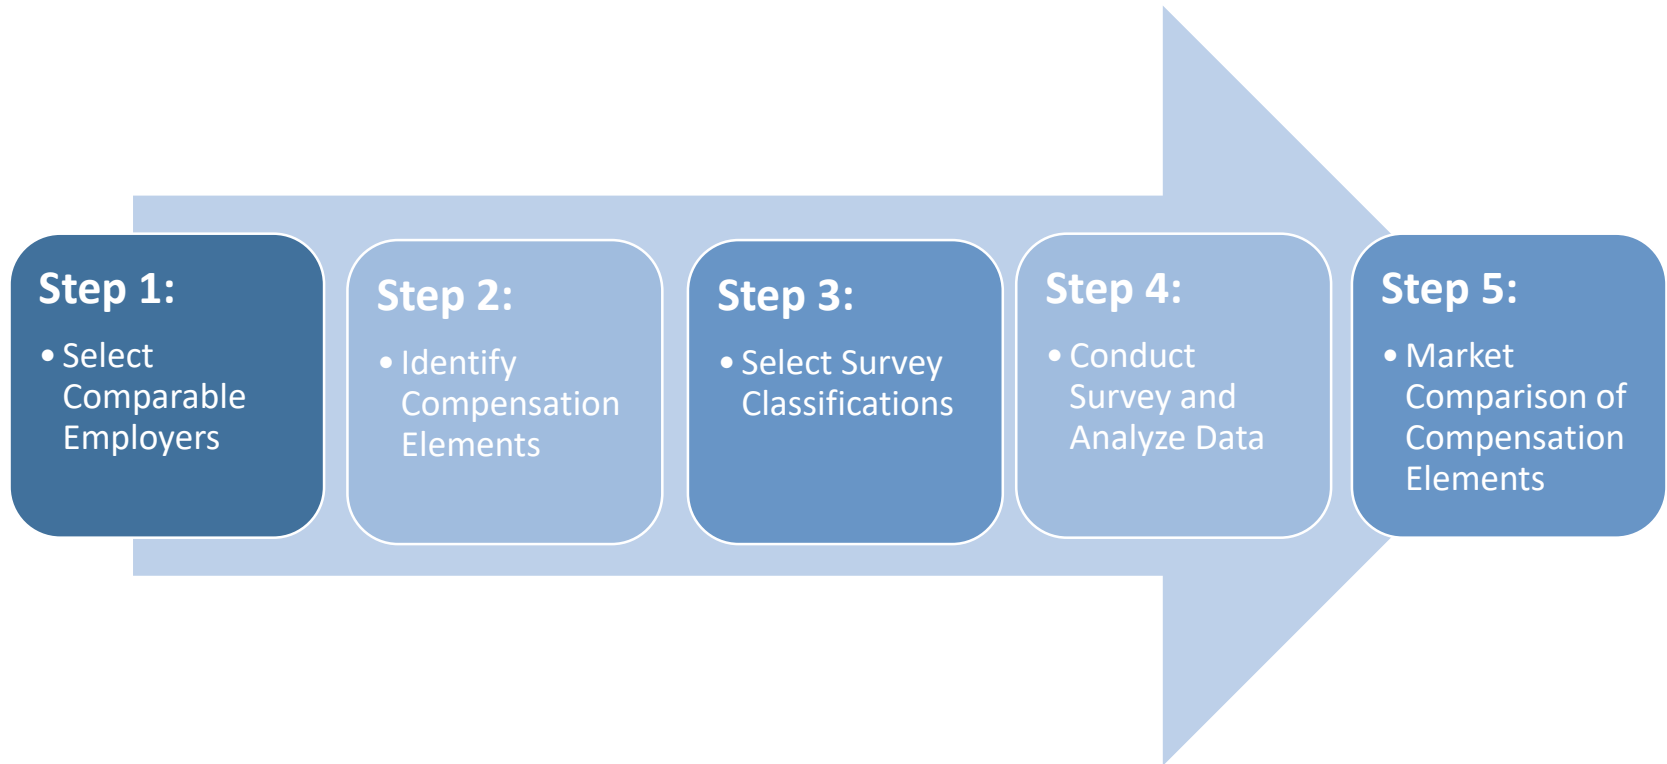 Step 1:
• Select
Comparable
Employers
Step 2:
• Identify
Compensation
Elements
Step 3:
• Select Survey
Classifications
Step 4:
• Conduct
Survey and
Analyze Data
Step 5:
• Market
Comparison of
Compensation
Elements